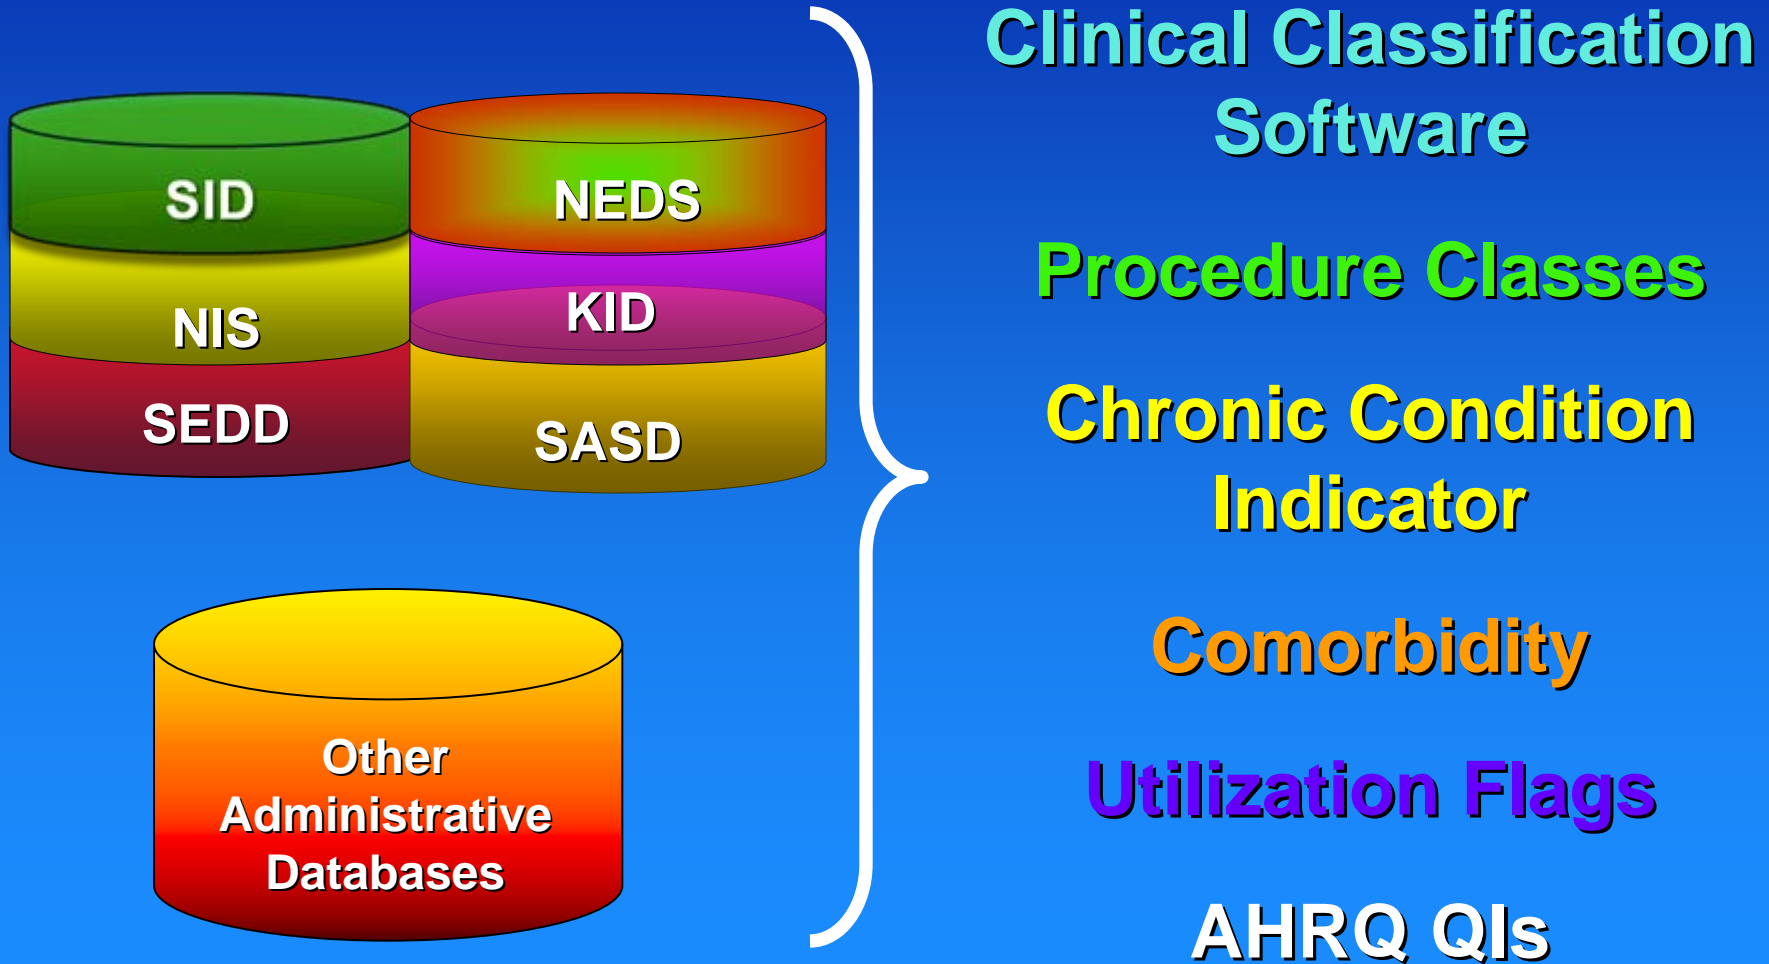 SID
NIS
SEDD
NEDS
KID
SASD
Other
Administrative
Databases
Clinical Classification
Software
Procedure Classes
Chronic Condition
Indicator
Comorbidity
Utilization Flags
AHRQ QIs